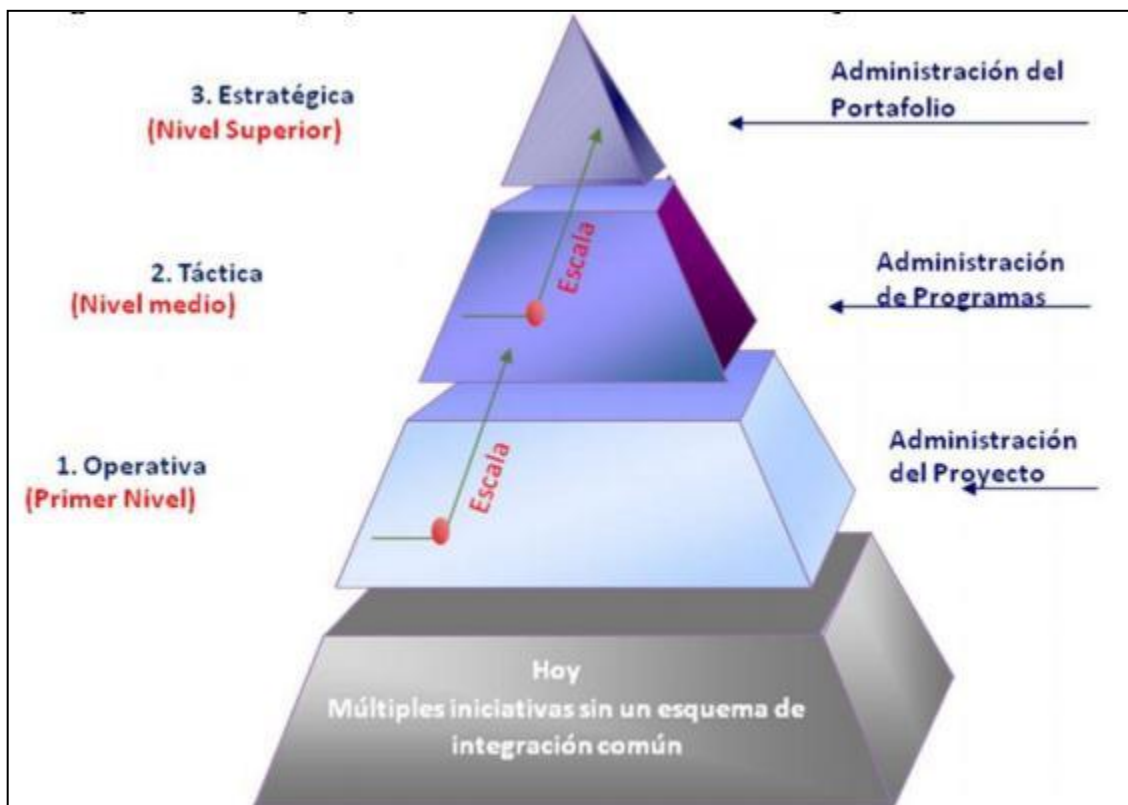 3. Estratégica
(Nivel Superior)
Administración del
Portafolio
2. Táctica
(Nivel medio)
Escala
Administración
de Programas
1. Operativa
(Primer Nivel)
Escala
Administración
del Proyecto
Hoy
Múltiples iniciativas sin un esquema de
integración común